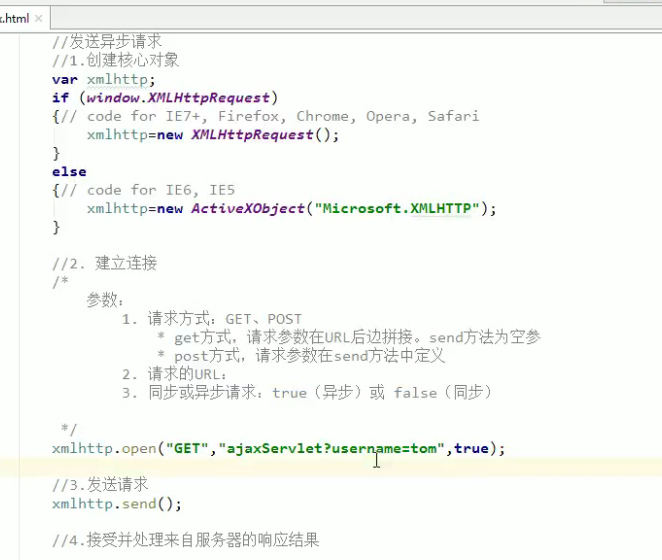 x.html
//发送异步请求
//1.创建核心对象
var xmlhttp;
if (window.XMLHttpRequest)
{// code for IE7+, Firefox, Chrome, Opera, Safari
xmlhttp=new XMLHttpRequest();
}
else
{// code for IE6, IE5
xmlhttp=new ActiveXObject("Microsoft.XMLHTTP");
}
//2. 建立连接
/*
参数：
1. 请求方式：GET、POST
* get方式，请求参数在URL后边拼接。send方法为空参
* post方式，请求参数在send方法中定义
2. 请求的URL：
3. 同步或异步请求：true（异步）或 false（同步）
*/
xmlhttp.open("GET","ajaxServlet?username=tom",true);
//3.发送请求
xmlhttp.send();
//4.接受并处理来自服务器的响应结果